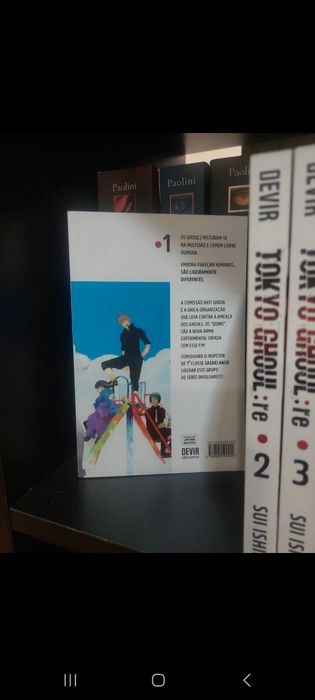 Paolini
Paolini
Paolini
•1
OS GHOULS MISTURAM-SE
NA MULTIDÃO E COMEM CARNE
HUMANA.
EMBORA PAREÇAM HUMANOS...
SÃO LIGEIRAMENTE
DIFERENTES.
A COMISSÃO ANTI-GHOUL
É A ÚNICA ORGANIZAÇÃO
QUE LUTA CONTRA A AMEAÇA
DOS GHOULS. OS "QUINX"
SÃO A NOVA ARMA
EXPERIMENTAL CRIADA
COM ESSE FIM.
CONSEGUIRÁ O INSPETOR
DE 1ª CLASSE SASAKI HAISE
LIDERAR ESTE GRUPO
DE SERES INVULGARES?
DEVIR
DEVIR
TOKYO GHOUL:re • 2
SUI ISH
DEVIR
TOKYO GHOUL:re • 3
SUI ISH